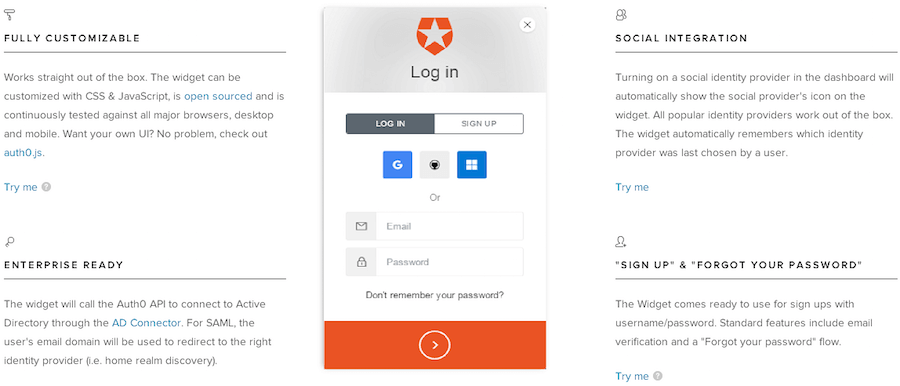 FULLY CUSTOMIZABLE
Works straight out of the box. The widget can be
customized with CSS & JavaScript, is open sourced and is
continuously tested against all major browsers, desktop
and mobile. Want your own UI? No problem, check out
auth0.js.
Try me ?
ENTERPRISE READY
The widget will call the Auth0 API to connect to Active
Directory through the AD Connector. For SAML, the
user's email domain will be used to redirect to the right
identity provider (i.e. home realm discovery).
Log in
LOG IN
SIGN UP
G
Or
Email
Password
Don't remember your password?
SOCIAL INTEGRATION
Turning on a social identity provider in the dashboard will
automatically show the social provider's icon on the
widget. All popular identity providers work out of the box.
The widget automatically remembers which identity
provider was last chosen by a user.
Try me
"SIGN UP" & "FORGOT YOUR PASSWORD"
The Widget comes ready to use for sign ups with
username/password. Standard features include email
verification and a "Forgot your password" flow.
Try me ?